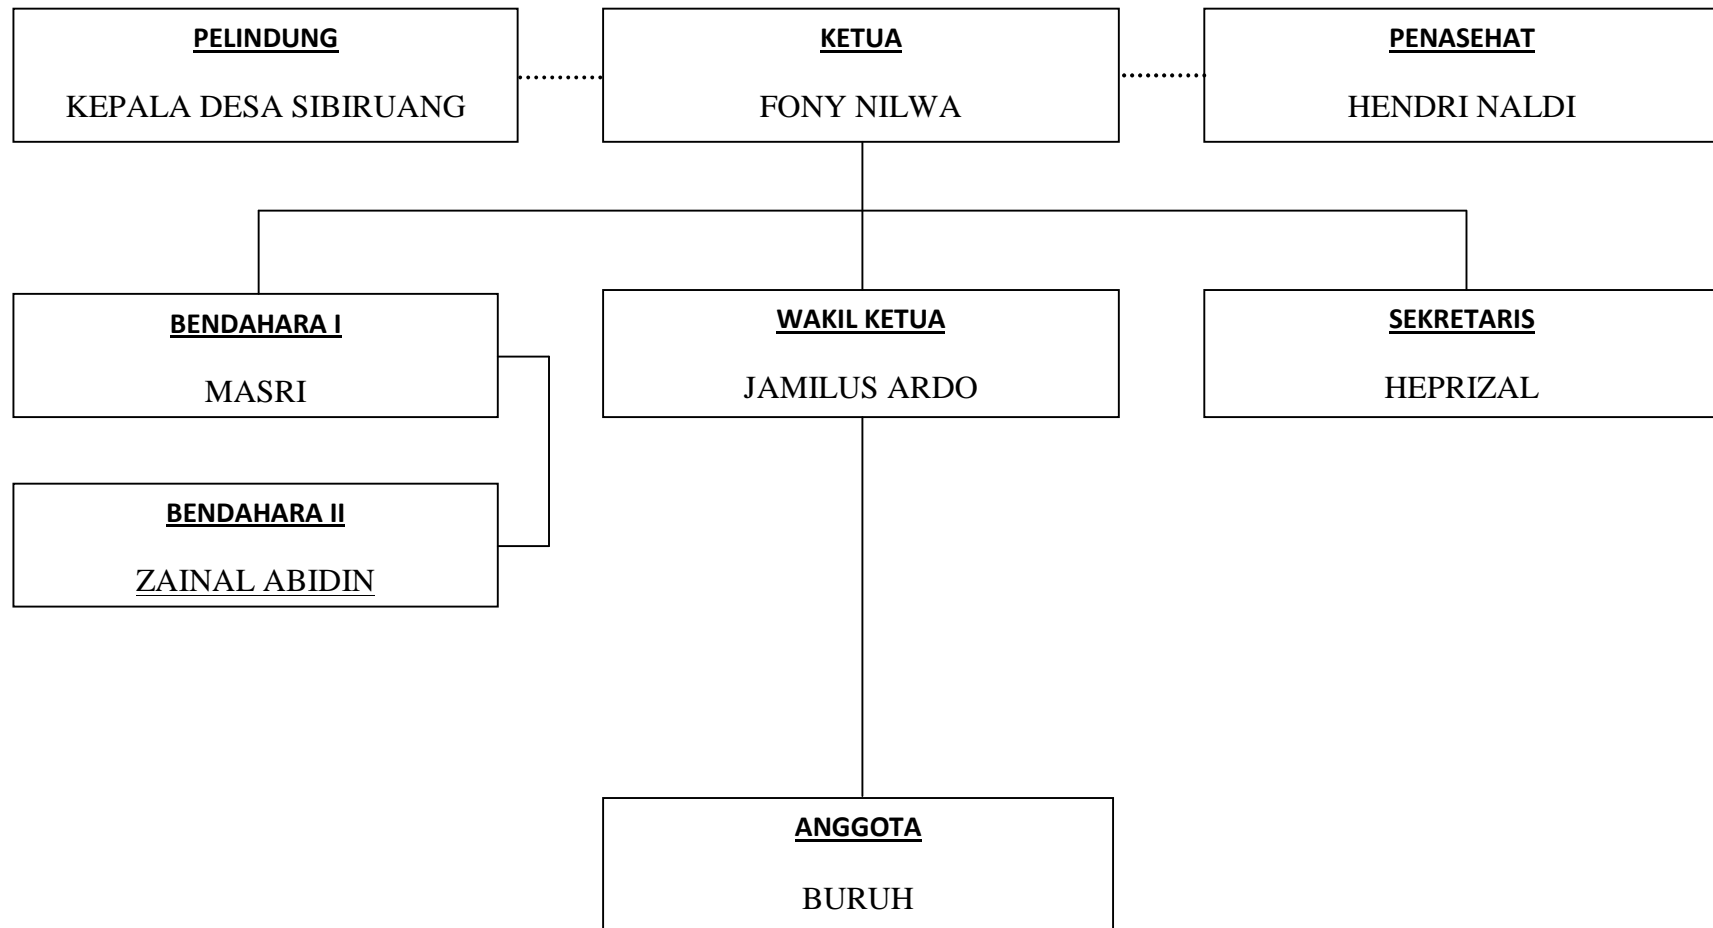 PELINDUNG
KEPALA DESA SIBIRUANG
KETUA
FONY NILWA
PENASEHAT
HENDRI NALDI
BENDAHARA I
MASRI
WAKIL KETUA
JAMILUS ARDO
SEKRETARIS
HEPRIZAL
BENDAHARA II
ZAINAL ABIDIN
ANGGOTA
BURUH